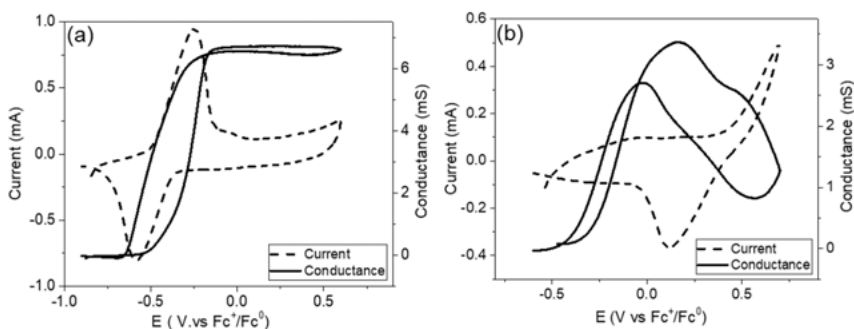 (a)
1.0
0.5
0.0
-0.5
-1.0
Current (mA)
6
4
2
0
Conductance (mS)
Current
Conductance
-1.0 -0.5 0.0 0.5
E ( V.vs Fc⁺/Fc⁰)
(b)
0.6
0.4
0.2
0.0
-0.2
-0.4
Current (mA)
3
2
1
0
Conductance (mS)
Current
Conductance
-0.5 0.0 0.5
E (V vs Fc⁺/Fc⁰)